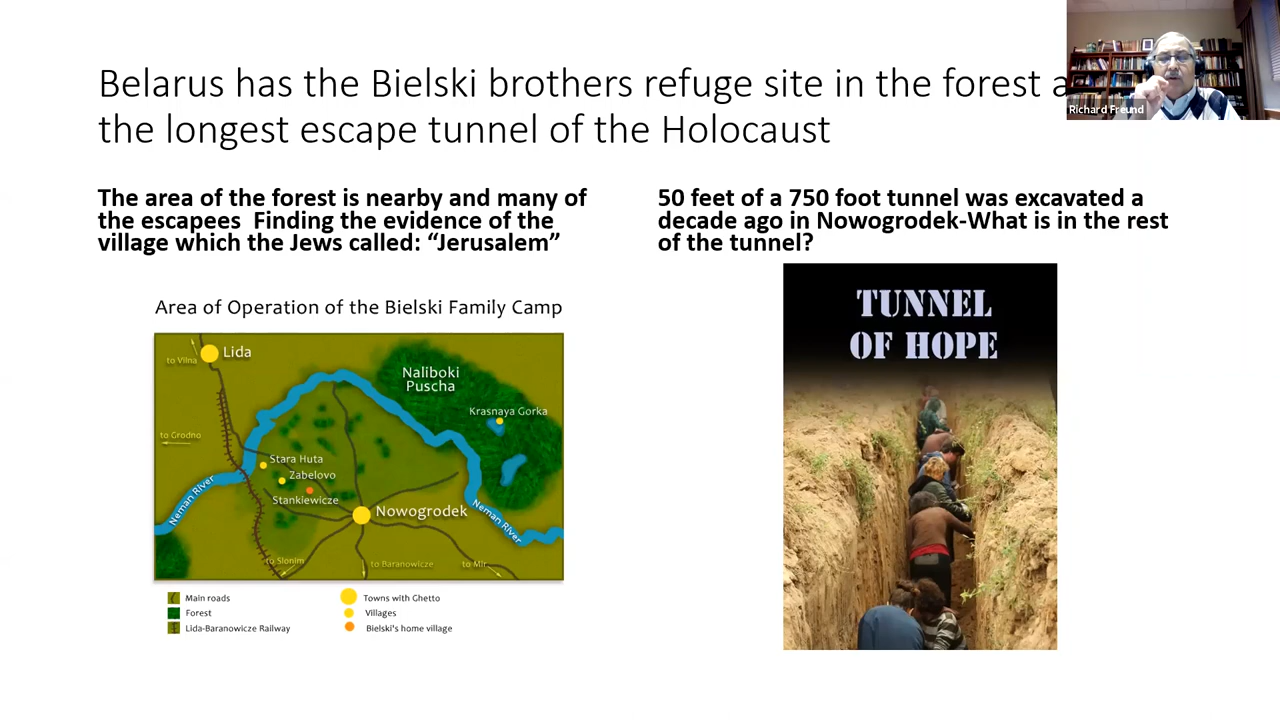 Belarus has the Bielski brothers refuge site in the forest
the longest escape tunnel of the Holocaust
Richard Freund
The area of the forest is nearby and many of
the escapees  Finding the evidence of the
village which the Jews called: “Jerusalem”
50 feet of a 750 foot tunnel was excavated a
decade ago in Nowogrodek-What is in the rest
of the tunnel?
Area of Operation of the Bielski Family Camp
to Vilna
Lida
Naliboki
Puscha
Krasnaya Gorka
to Grodno
Stara Huta
Zabelovo
Stankiewicze
Neman River
Nowogrodek
Neman River
to Slonim
to Baranowicze
to Mir
Main roads
Forest
Lida-Baranowicze Railway
Towns with Ghetto
Villages
Bielski's home village
TUNNEL
OF HOPE